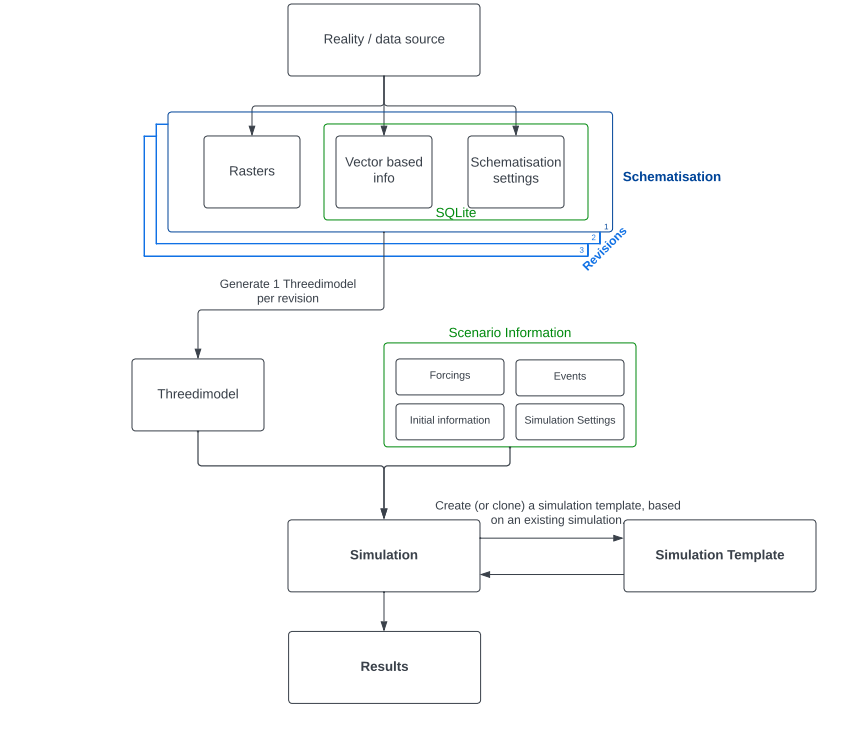 Reality / data source
Rasters
Vector based
info
Schematisation
settings
SQLite
Schematisation
1
2
3
Revisions
Generate 1 Threedimodel
per revision
Scenario Information
Forcings
Events
Initial information
Simulation Settings
Threedimodel
Create (or clone) a simulation template, based
on an existing simulation.
Simulation
Simulation Template
Results